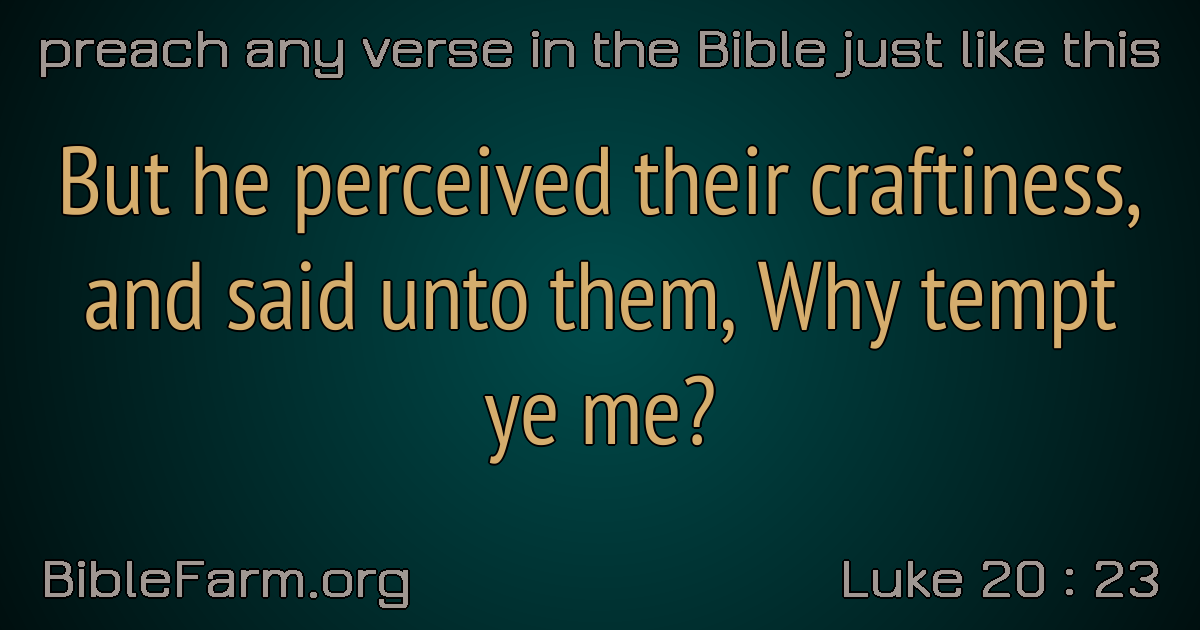 preach any verse in the Bible just like this
But he perceived their craftiness,
and said unto them, Why tempt
ye me?
BibleFarm.org
Luke 20 : 23